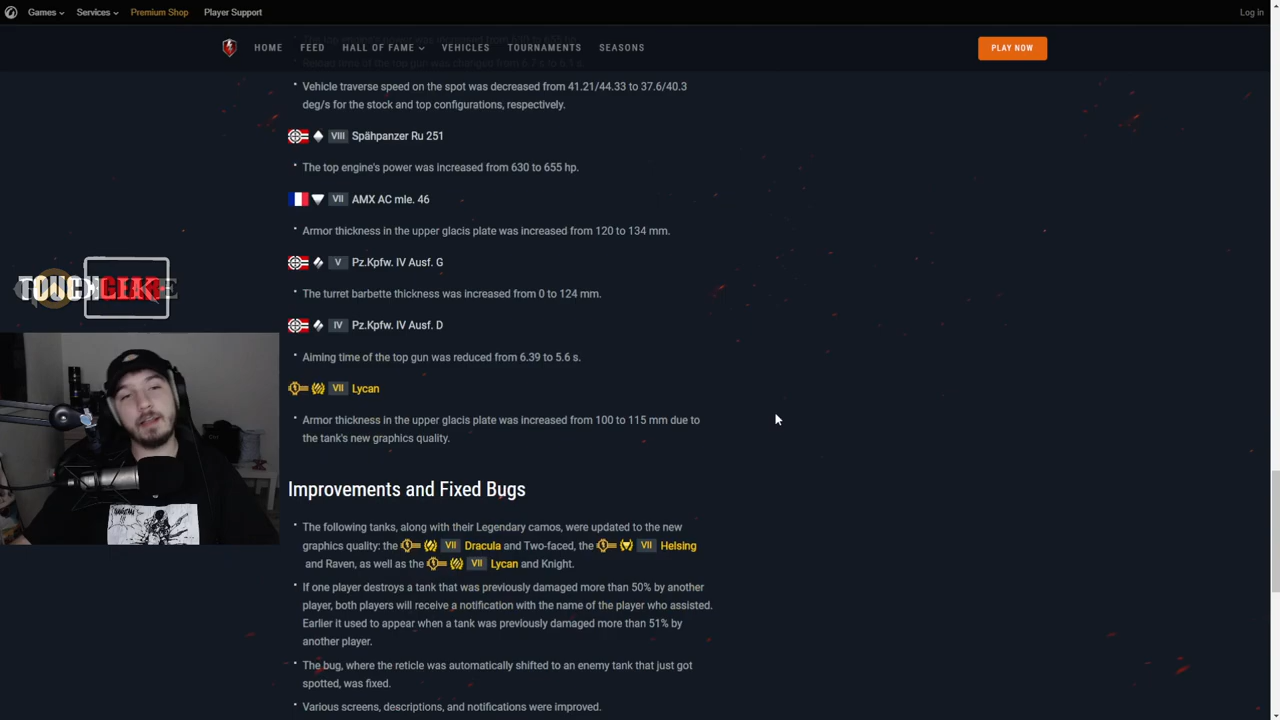 Games
Services
Premium Shop
Player Support
Log in
HOME
FEED
HALL OF FAME
VEHICLES
TOURNAMENTS
SEASONS
PLAY NOW
Vehicle traverse speed on the spot was decreased from 41.21/44.33 to 37.6/40.3
deg/s for the stock and top configurations, respectively.
VIII Spähpanzer Ru 251
The top engine's power was increased from 630 to 655 hp.
VII AMX AC mle. 46
Armor thickness in the upper glacis plate was increased from 120 to 134 mm.
V Pz.Kpfw. IV Ausf. G
The turret barbette thickness was increased from 0 to 124 mm.
IV Pz.Kpfw. IV Ausf. D
Aiming time of the top gun was reduced from 6.39 to 5.6 s.
VII Lycan
Armor thickness in the upper glacis plate was increased from 100 to 115 mm due to
the tank's new graphics quality.
Improvements and Fixed Bugs
The following tanks, along with their Legendary camos, were updated to the new
graphics quality: the VII Dracula and Two-faced, the VII Helsing
and Raven, as well as the VII Lycan and Knight.
If one player destroys a tank that was previously damaged more than 50% by another
player, both players will receive a notification with the name of the player who assisted.
Earlier it used to appear when a tank was previously damaged more than 51% by
another player.
The bug, where the reticle was automatically shifted to an enemy tank that just got
spotted, was fixed.
Various screens, descriptions, and notifications were improved.